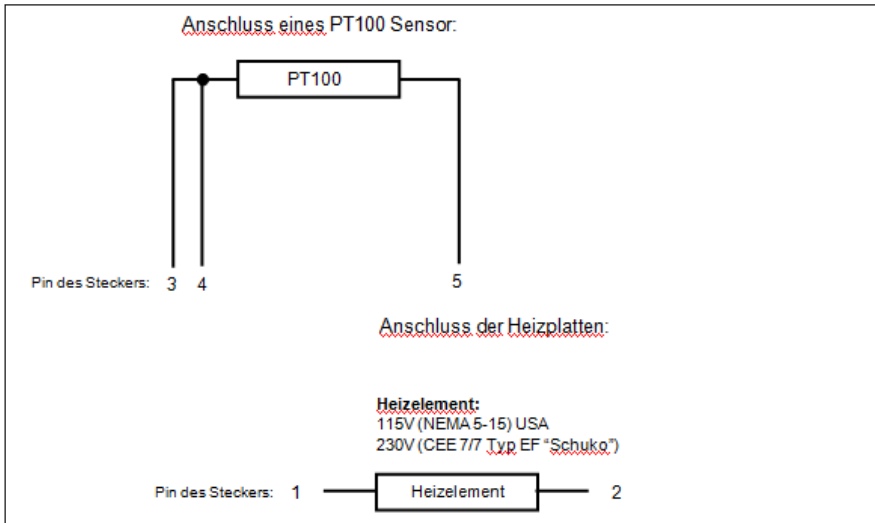 Anschluss eines PT100 Sensor:
PT100
Pin des Steckers: 3 4 5
Anschluss der Heizplatten:
Heizelement:
115V (NEMA 5-15) USA
230V (CEE 7/7 Typ EF “Schuko”)
Pin des Steckers: 1 Heizelement 2